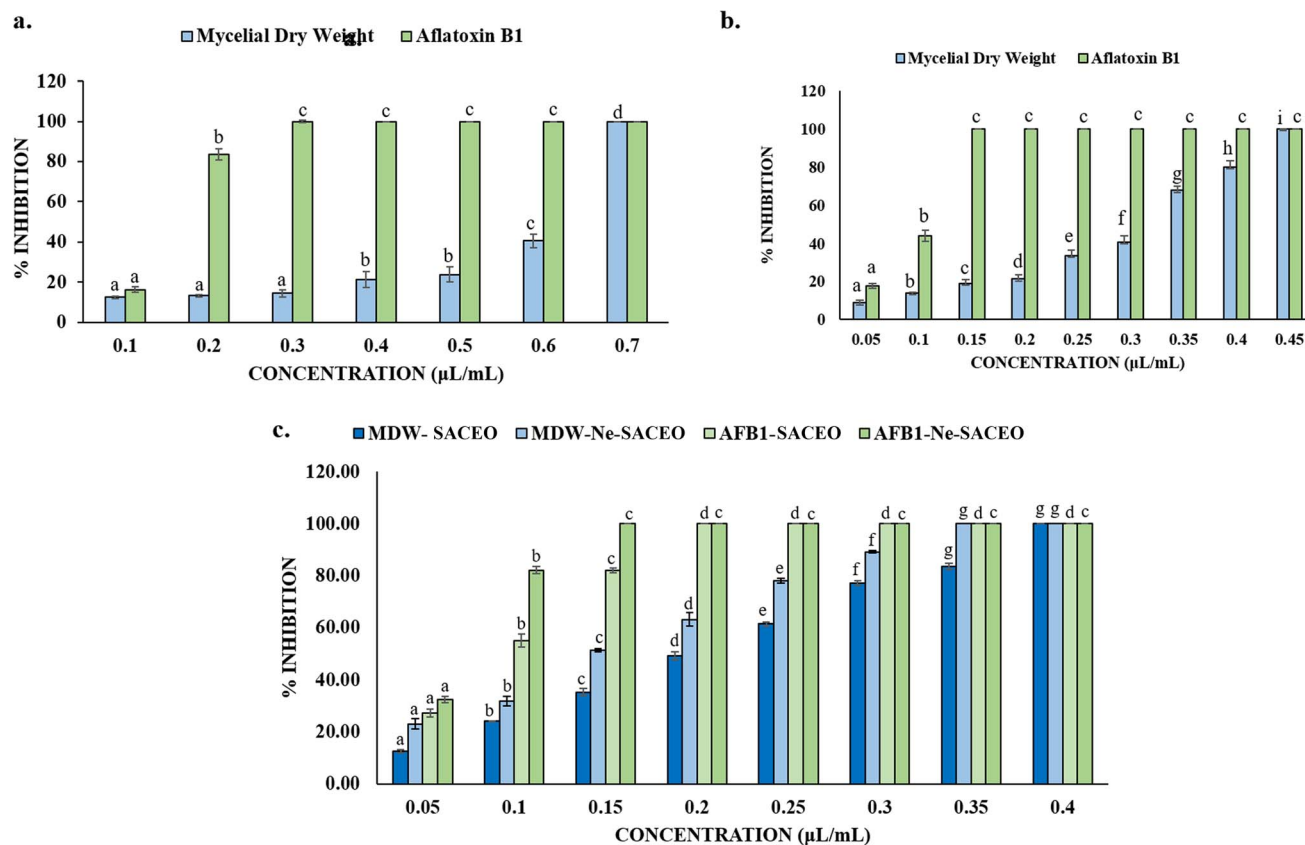 a.
Mycelial Dry Weight Aflatoxin B1
a.
% INHIBITION
120
100
80
60
40
20
0
a a a b a c b c b c c c d
0.1 0.2 0.3 0.4 0.5 0.6 0.7
CONCENTRATION (µL/mL)
b.
Mycelial Dry Weight Aflatoxin B1
% INHIBITION
120
100
80
60
40
20
0
a a b b c c d c e c f c g c h c i c
0.05 0.1 0.15 0.2 0.25 0.3 0.35 0.4 0.45
CONCENTRATION (µL/mL)
c.
MDW- SACEO MDW-Ne-SACEO AFB1-SACEO AFB1-Ne-SACEO
% INHIBITION
120.00
100.00
80.00
60.00
40.00
20.00
0.00
a a a a b b b b c c c c d d d c e e d c f f d c g g d c g g d c
0.05 0.1 0.15 0.2 0.25 0.3 0.35 0.4
CONCENTRATION (µL/mL)